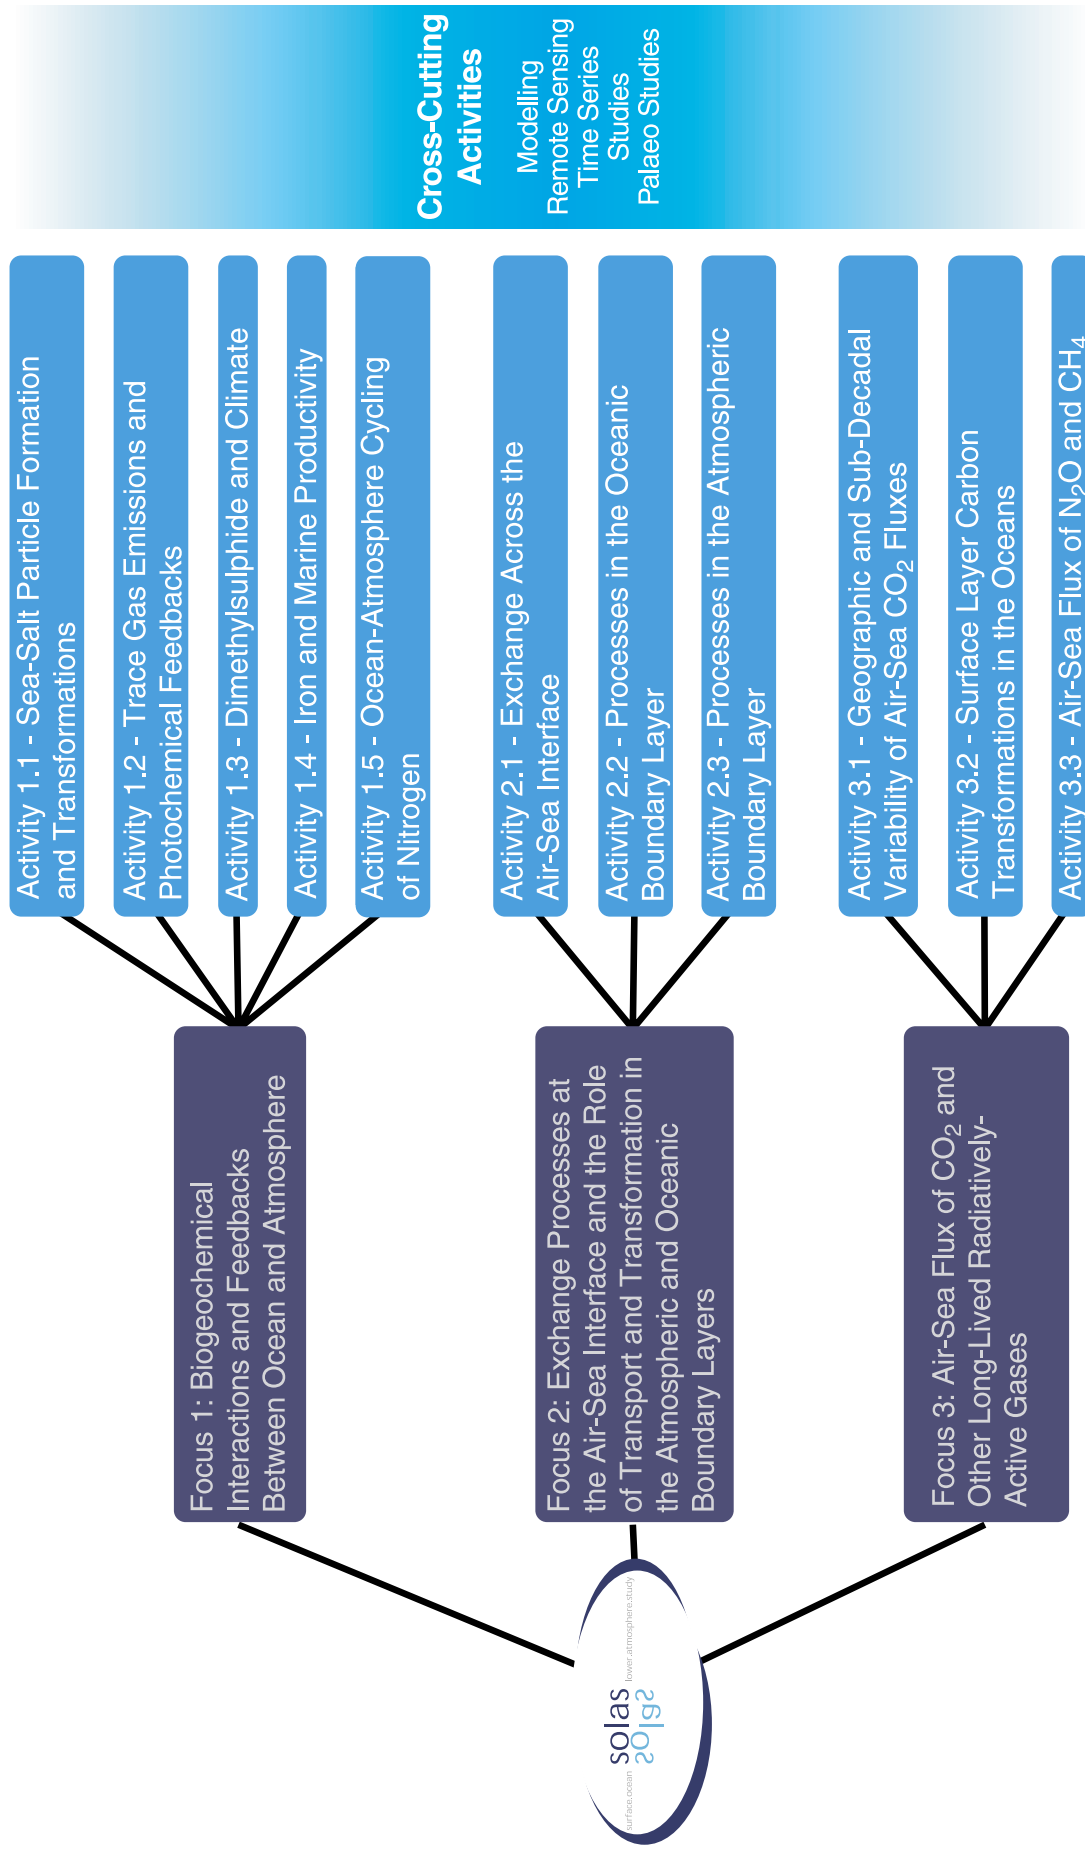 surface.ocean
solas
solas
lower.atmosphere.study
Focus 1: Biogeochemical
Interactions and Feedbacks
Between Ocean and Atmosphere
Activity 1.1 - Sea-Salt Particle Formation
and Transformations
Activity 1.2 - Trace Gas Emissions and
Photochemical Feedbacks
Activity 1.3 - Dimethylsulphide and Climate
Activity 1.4 - Iron and Marine Productivity
Activity 1.5 - Ocean-Atmosphere Cycling
of Nitrogen
Focus 2: Exchange Processes at
the Air-Sea Interface and the Role
of Transport and Transformation in
the Atmospheric and Oceanic
Boundary Layers
Activity 2.1 - Exchange Across the
Air-Sea Interface
Activity 2.2 - Processes in the Oceanic
Boundary Layer
Activity 2.3 - Processes in the Atmospheric
Boundary Layer
Focus 3: Air-Sea Flux of CO₂ and
Other Long-Lived Radiatively-
Active Gases
Activity 3.1 - Geographic and Sub-Decadal
Variability of Air-Sea CO₂ Fluxes
Activity 3.2 - Surface Layer Carbon
Transformations in the Oceans
Activity 3.3 - Air-Sea Flux of N₂O and CH₄
Cross-Cutting
Activities
Modelling
Remote Sensing
Time Series
Studies
Palaeo Studies